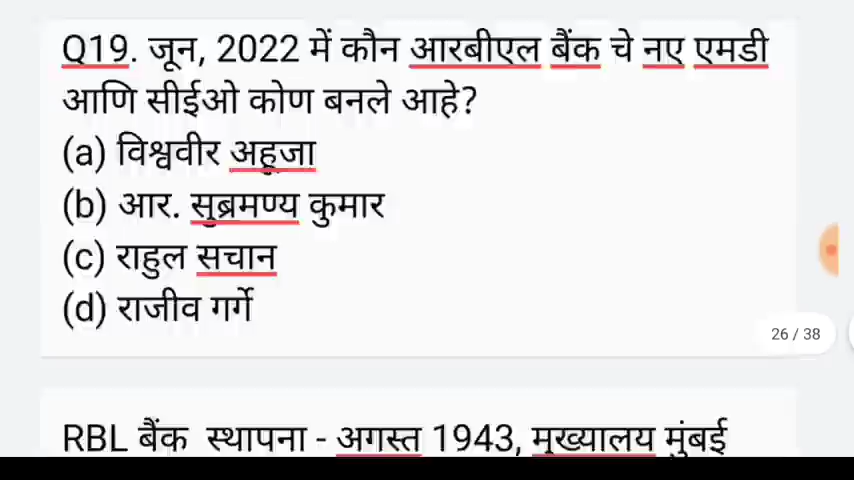 Q19. जून, 2022 में कौन आरबीएल बैंक चे नए एमडी
आणि सीईओ कोण बनले आहे?
(a) विश्ववीर अहूजा
(b) आर. सुब्रमण्य कुमार
(c) राहुल सचान
(d) राजीव गर्गे
26 / 38
RBL बैंक स्थापना - अगस्त 1943, मुख्यालय मुंबई